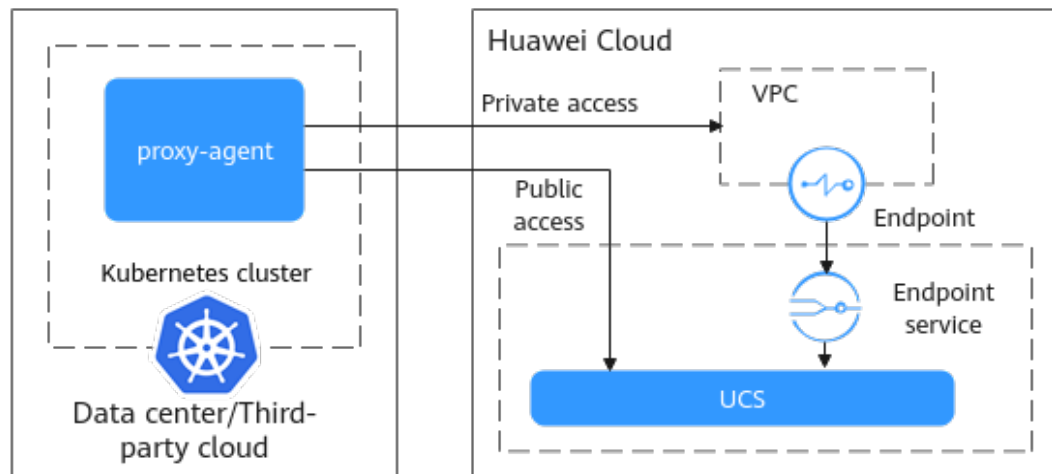 Huawei Cloud
VPC
Private access
proxy-agent
Public
access
Endpoint
Kubernetes cluster
Endpoint
service
UCS
Data center/Third-
party cloud